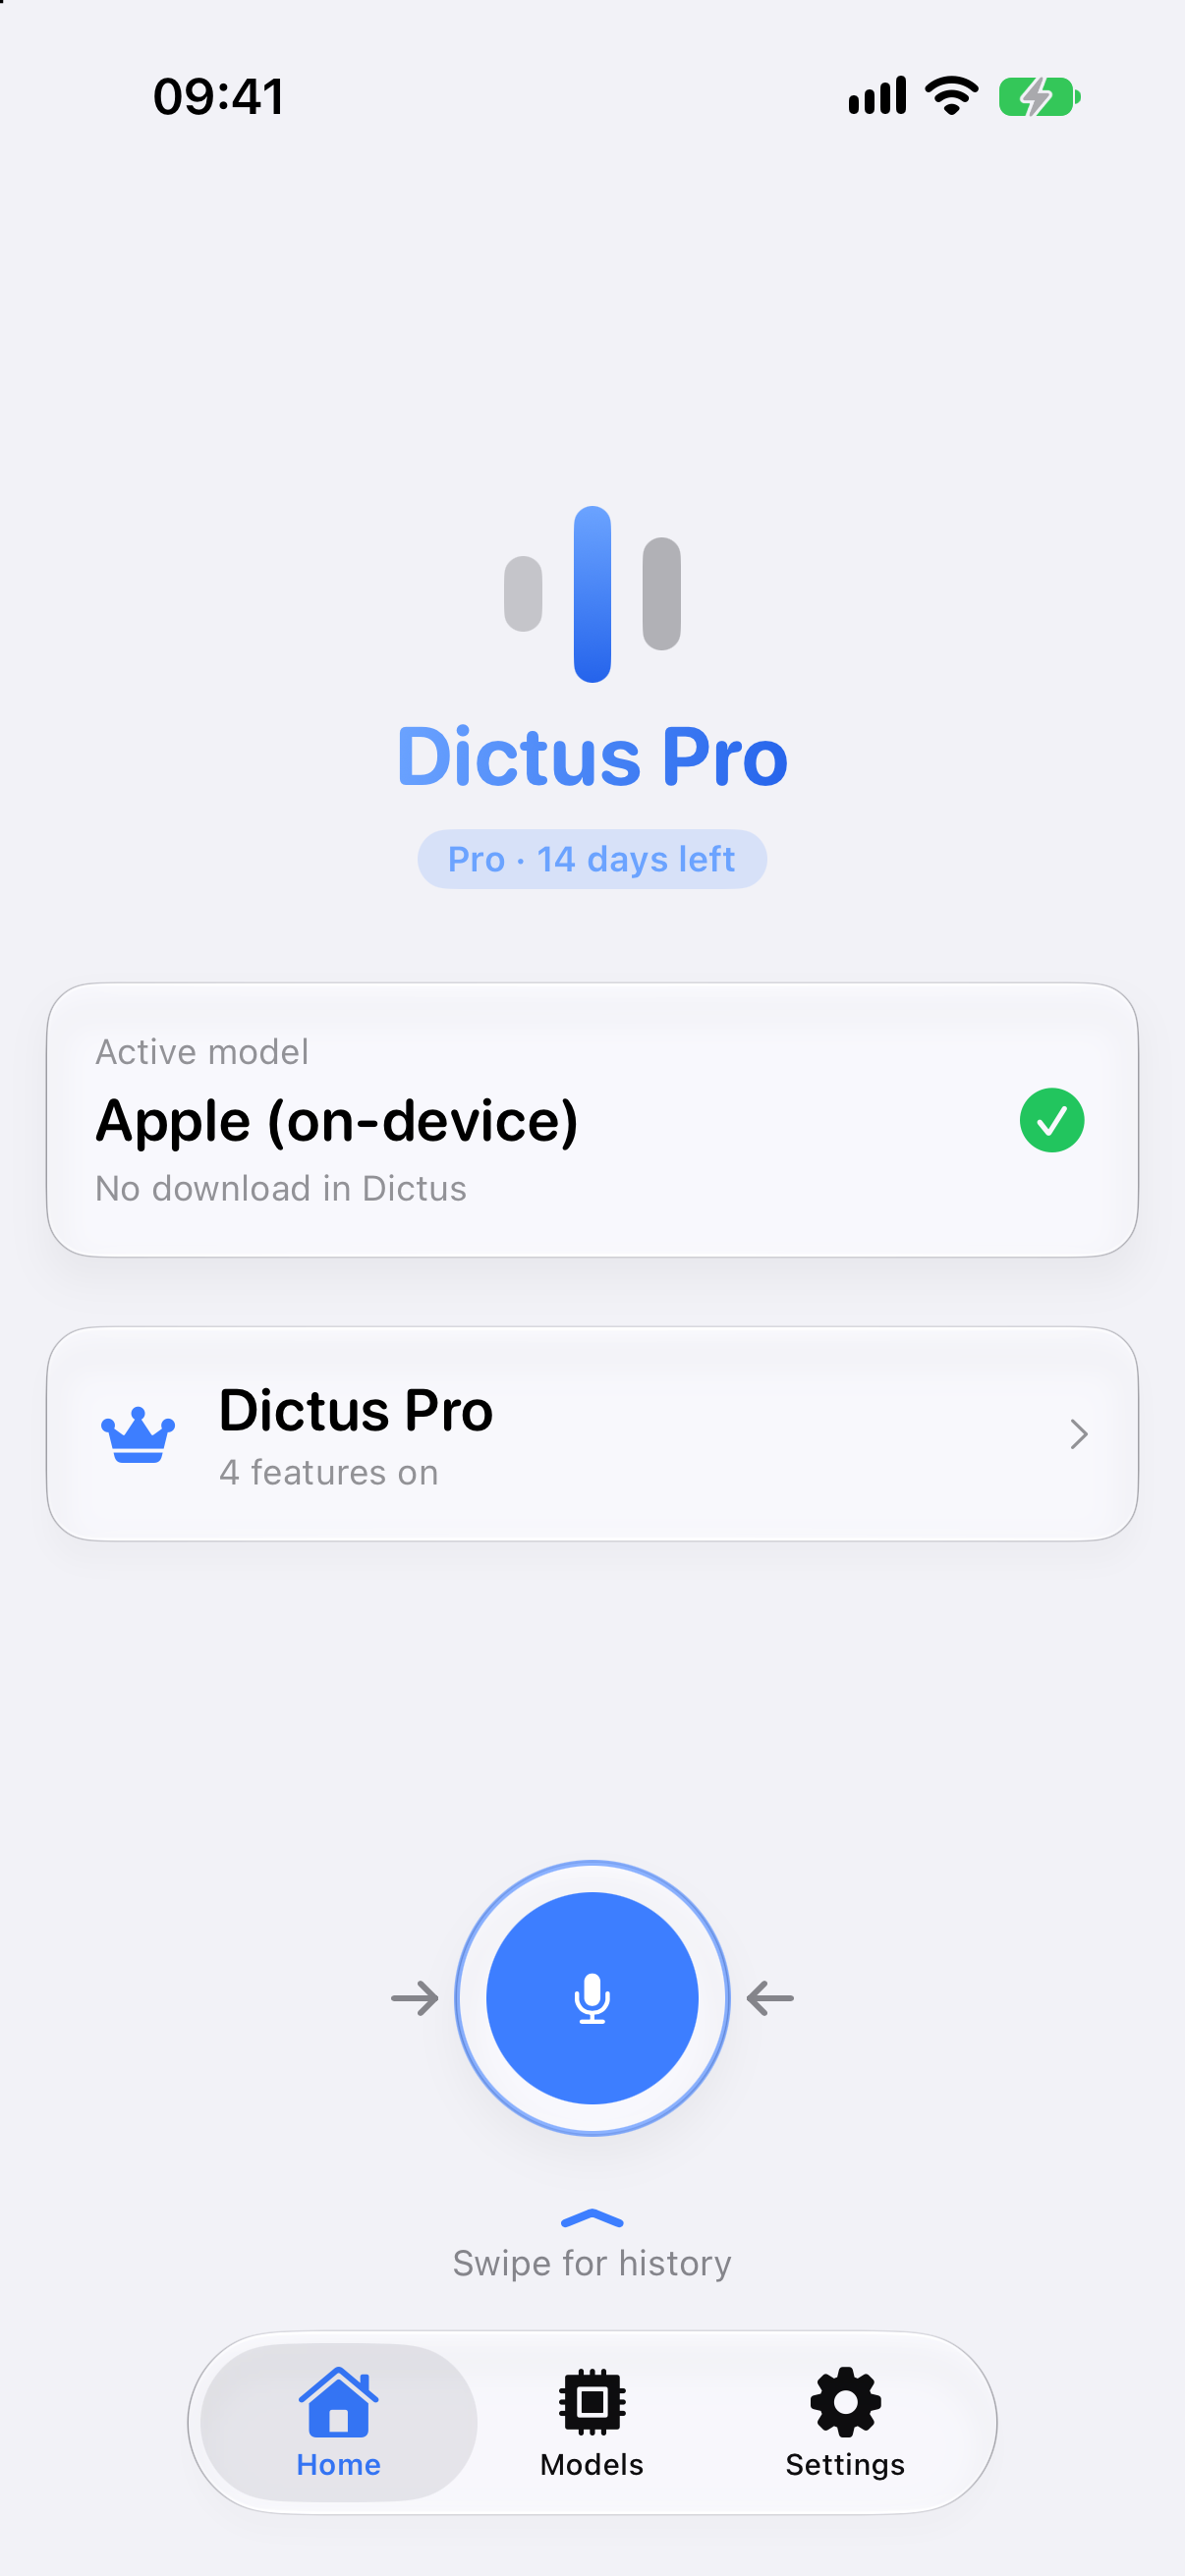 09:41
Dictus Pro
Pro · 14 days left
Active model
Apple (on-device)
No download in Dictus
Dictus Pro
4 features on
Swipe for history
Home
Models
Settings